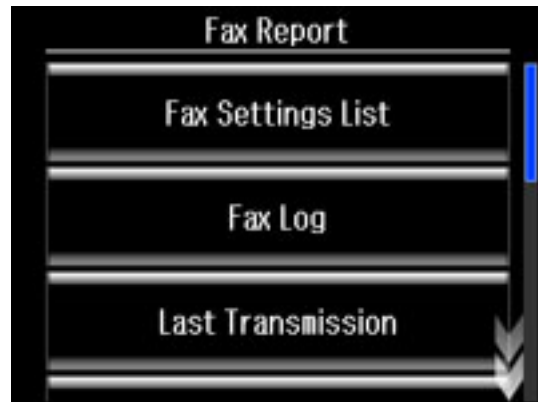 Fax Report
Fax Settings List
Fax Log
Last Transmission